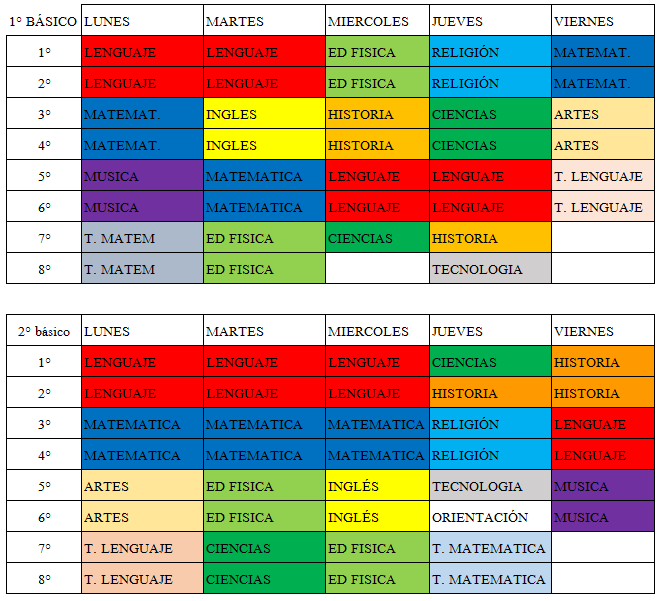 1° BÁSICO LUNES MARTES MIERCOLES JUEVES VIERNES
1° LENGUAJE LENGUAJE ED FISICA RELIGIÓN MATEMAT.
2° LENGUAJE LENGUAJE ED FISICA RELIGIÓN MATEMAT.
3° MATEMAT. INGLES HISTORIA CIENCIAS ARTES
4° MATEMAT. INGLES HISTORIA CIENCIAS ARTES
5° MUSICA MATEMATICA LENGUAJE LENGUAJE T. LENGUAJE
6° MUSICA MATEMATICA LENGUAJE LENGUAJE T. LENGUAJE
7° T. MATEM ED FISICA CIENCIAS HISTORIA
8° T. MATEM ED FISICA TECNOLOGIA
2° básico LUNES MARTES MIERCOLES JUEVES VIERNES
1° LENGUAJE LENGUAJE LENGUAJE CIENCIAS HISTORIA
2° LENGUAJE LENGUAJE LENGUAJE HISTORIA HISTORIA
3° MATEMATICA MATEMATICA MATEMATICA RELIGIÓN LENGUAJE
4° MATEMATICA MATEMATICA MATEMATICA RELIGIÓN LENGUAJE
5° ARTES ED FISICA INGLÉS TECNOLOGIA MUSICA
6° ARTES ED FISICA INGLÉS ORIENTACIÓN MUSICA
7° T. LENGUAJE CIENCIAS ED FISICA T. MATEMATICA
8° T. LENGUAJE CIENCIAS ED FISICA T. MATEMATICA